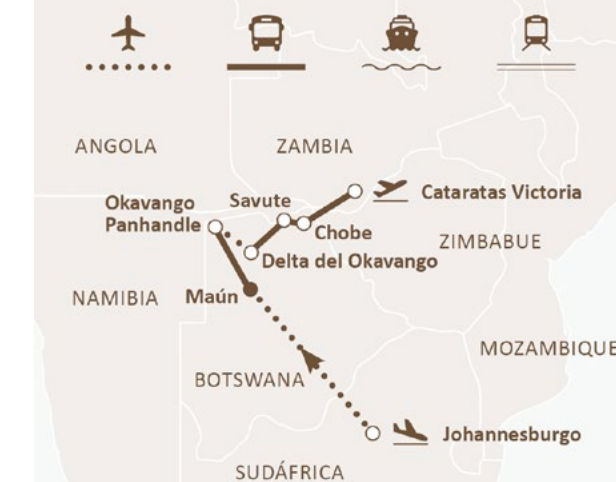 ANGOLA
ZAMBIA
Okavango
Panhandle
Savute
Cataratas Victoria
Chobe
ZIMBABUE
Delta del Okavango
NAMIBIA
Maún
MOZAMBIQUE
BOTSWANA
Johannesburgo
SUDÁFRICA